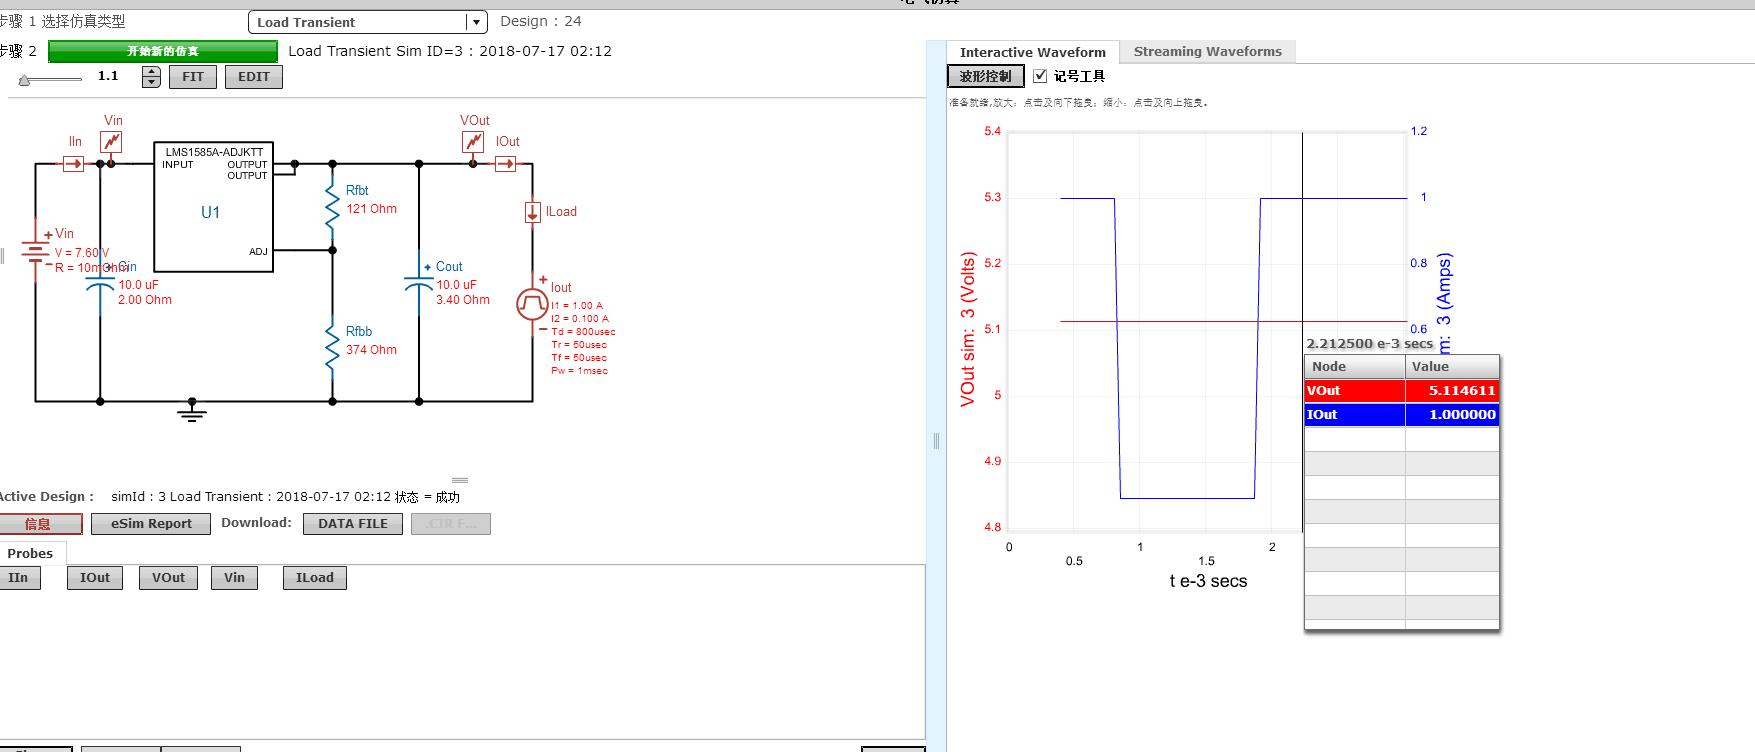 步骤 1 选择仿真类型
Load Transient
Design : 24
步骤 2
开始新的仿真
Load Transient Sim ID=3 : 2018-07-17 02:12
1.1
FIT
EDIT
Vin
IIn
LMS1585A-ADJKTT
INPUT
OUTPUT
OUTPUT
U1
ADJ
VOut
IOut
Rfbt
121 Ohm
ILoad
Vin
V = 7.60 V
R = 10mOhm
Cin
10.0 uF
2.00 Ohm
Cout
10.0 uF
3.40 Ohm
Iout
I1 = 1.00 A
I2 = 0.100 A
Td = 800usec
Tr = 50usec
Tf = 50usec
Pw = 1msec
Rfbb
374 Ohm
Active Design :
simId : 3 Load Transient : 2018-07-17 02:12 状态 = 成功
信息
eSim Report
Download:
DATA FILE
.CIR F...
Probes
IIn
IOut
VOut
Vin
ILoad
Interactive Waveform
Streaming Waveforms
波形控制
记号工具
准备就绪,放大: 点击及向下拖曳; 缩小: 点击及向上拖曳。
5.4
5.3
5.2
5.1
5
4.9
4.8
VOut sim: 3 (Volts)
1.2
1
0.8
0.6
m: 3 (Amps)
0
0.5
1
1.5
2
t e-3 secs
2.212500 e-3 secs
Node
Value
VOut
5.114611
IOut
1.000000